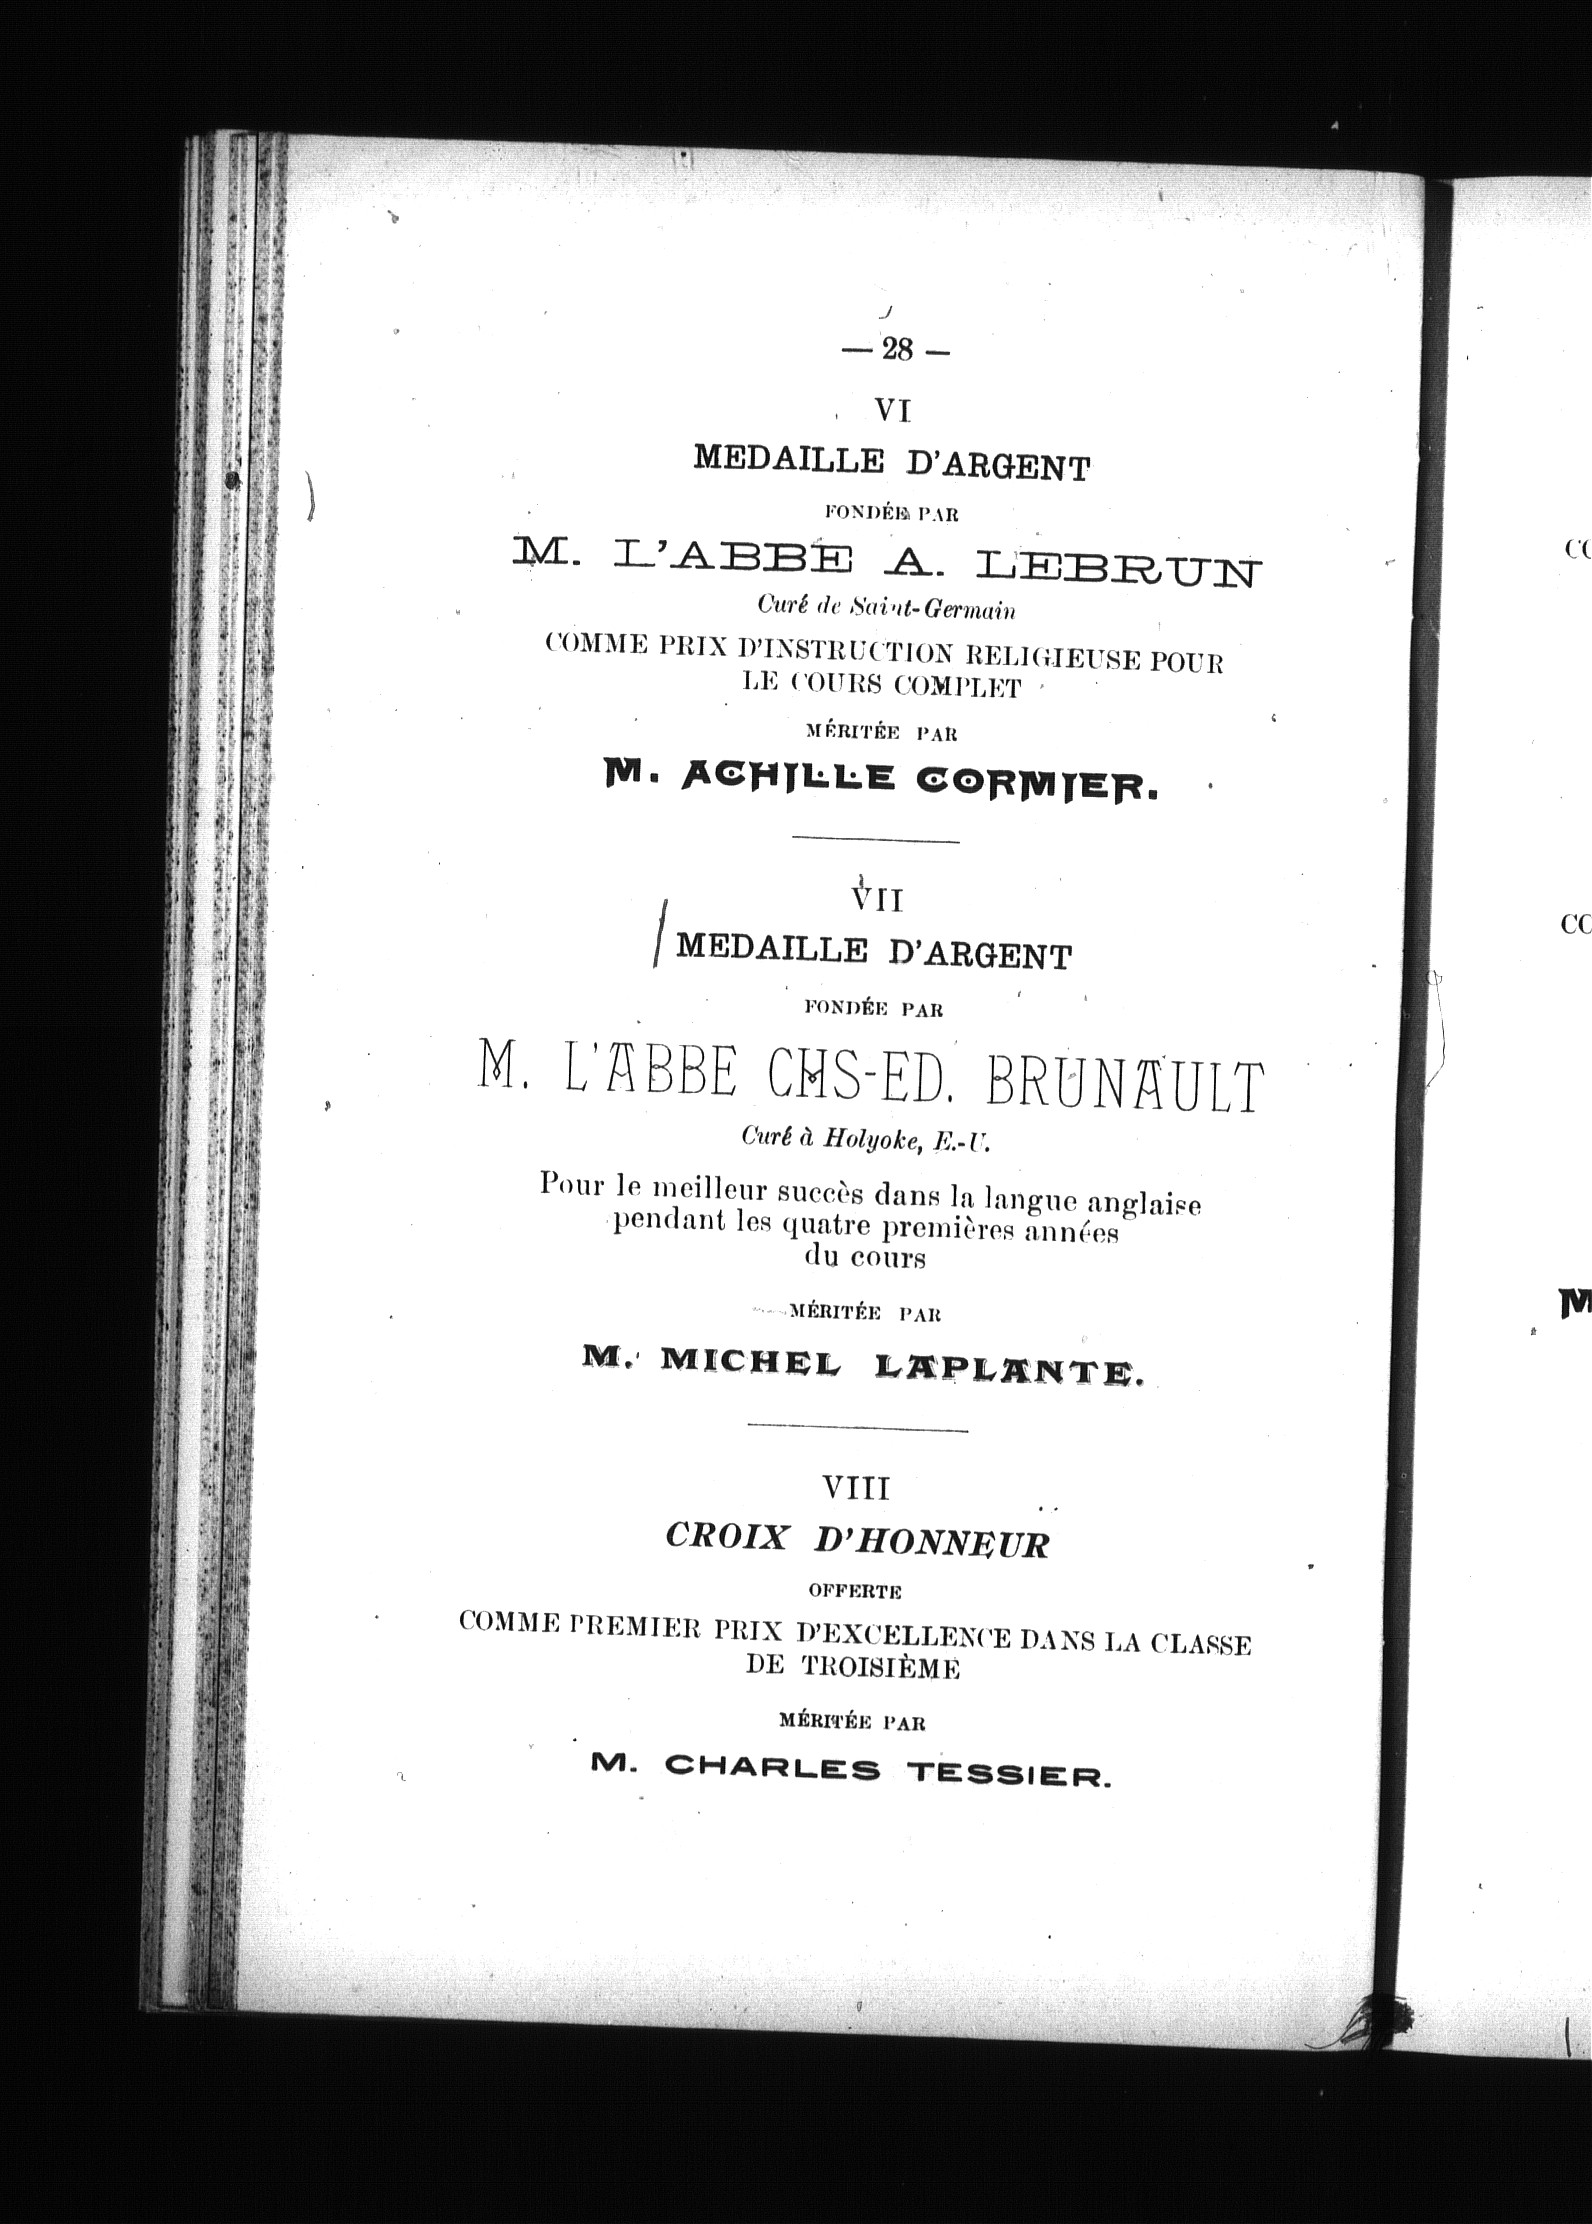 — 28 —
VI
MEDAILLE D'ARGENT
FONDÉE PAR
M. L'ABBÉ A. LEBRUN
Curé de Saint-Germain
COMME PRIX D'INSTRUCTION RELIGIEUSE POUR
LE COURS COMPLET
MÉRITÉE PAR
M. ACHILLE CORMIER.
VII
MEDAILLE D'ARGENT
FONDÉE PAR
M. L'ABBE CHS-ED. BRUNAULT
Curé à Holyoke, E.-U.
Pour le meilleur succès dans la langue anglaise
pendant les quatre premières années
du cours
MÉRITÉE PAR
M. MICHEL LAPLANTE.
VIII
CROIX D'HONNEUR
OFFERTE
COMME PREMIER PRIX D'EXCELLENCE DANS LA CLASSE
DE TROISIÈME
MÉRITÉE PAR
M. CHARLES TESSIER.